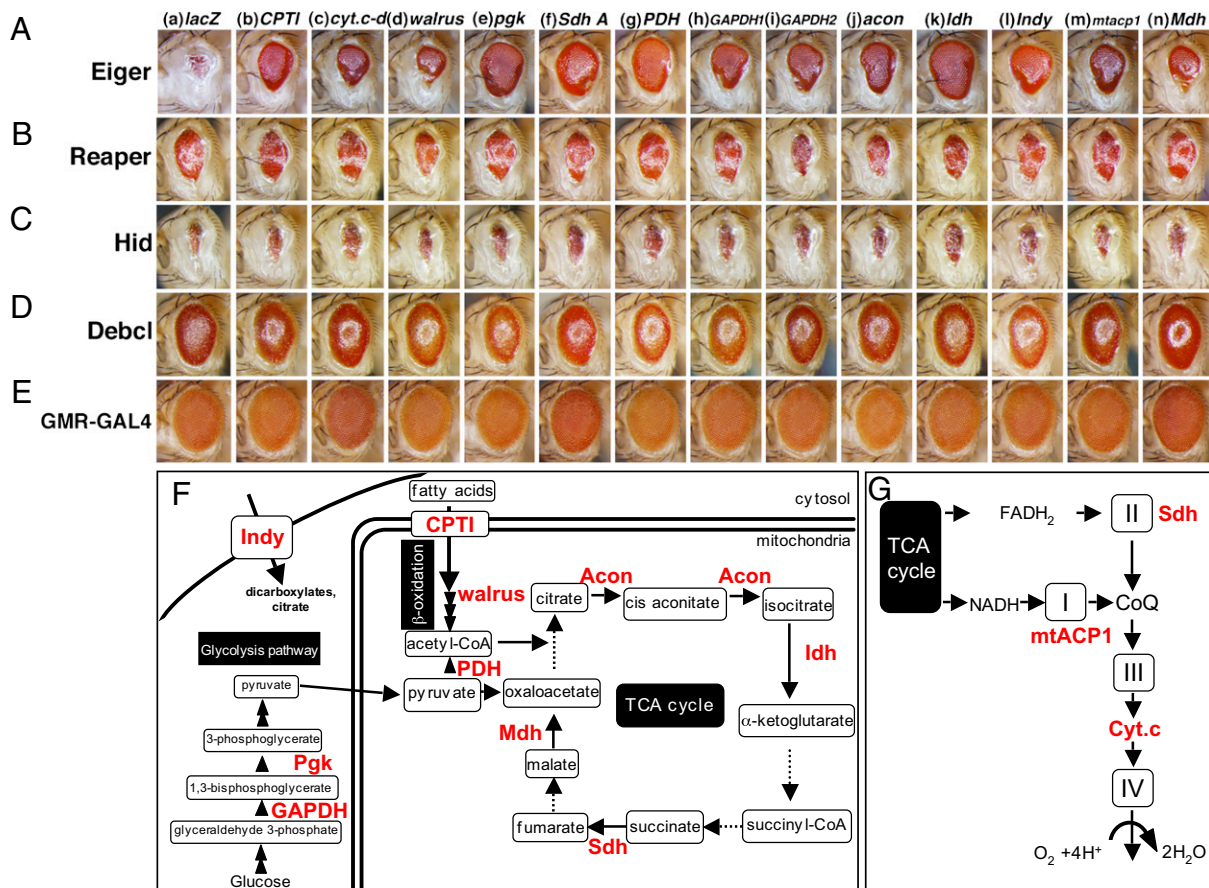 (a)lacZ (b)CPTI (c)cyt.c-d (d)walrus (e)pgk (f)Sdh A (g)PDH (h)GAPDH1 (i)GAPDH2 (j)acon (k)Idh (l)Indy (m)mtacp1 (n)Mdh
A
Eiger
B
Reaper
C
Hid
D
Debcl
E
GMR-GAL4
F
fatty acids
cytosol
CPTI
mitochondria
Indy
dicarboxylates,
citrate
β-oxidation
walrus
citrate
Acon
cis aconitate
Acon
isocitrate
Glycolysis pathway
acetyl-CoA
PDH
Idh
pyruvate
pyruvate
oxaloacetate
TCA cycle
α-ketoglutarate
3-phosphoglycerate
Pgk
Mdh
malate
1,3-bisphosphoglycerate
GAPDH
glyceraldehyde 3-phosphate
fumarate
Sdh
succinate
succinyl-CoA
Glucose
G
TCA
cycle
FADH₂
II
Sdh
NADH
I
CoQ
mtACP1
III
Cyt.c
IV
O₂ +4H⁺
2H₂O